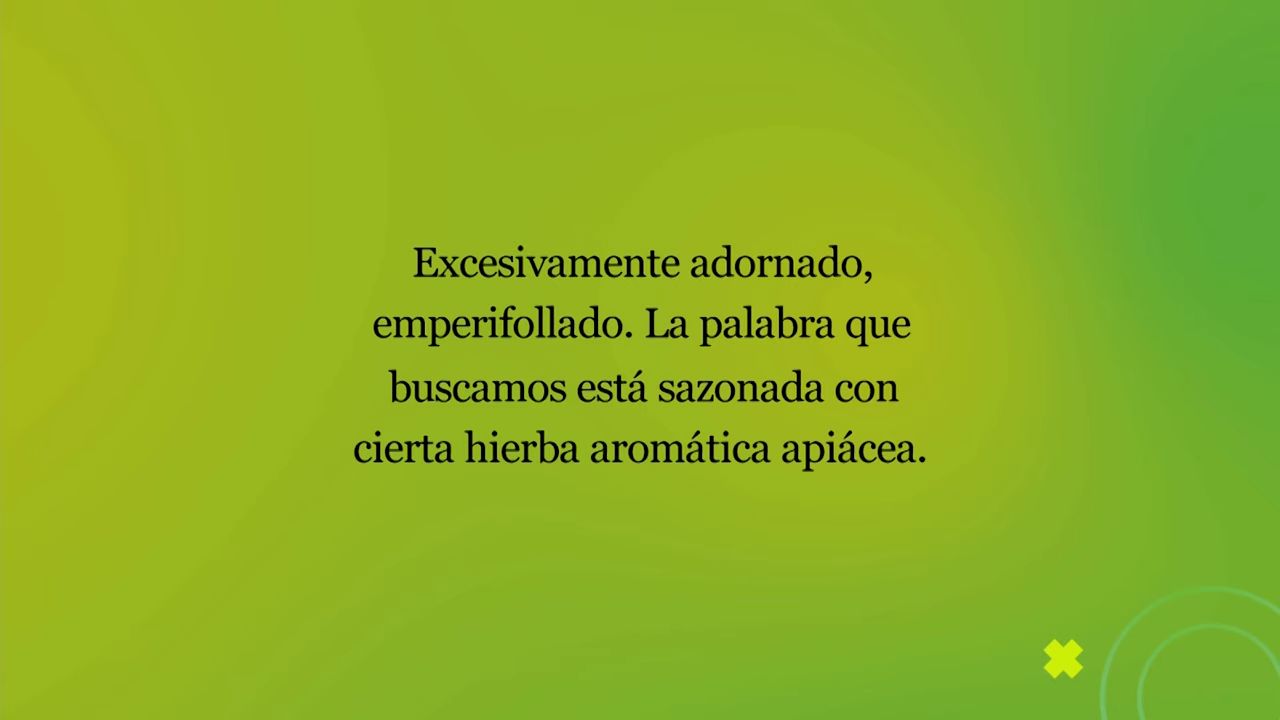 Excesivamente adornado,
emperifollado. La palabra que
buscamos está sazonada con
cierta hierba aromática apiácea.